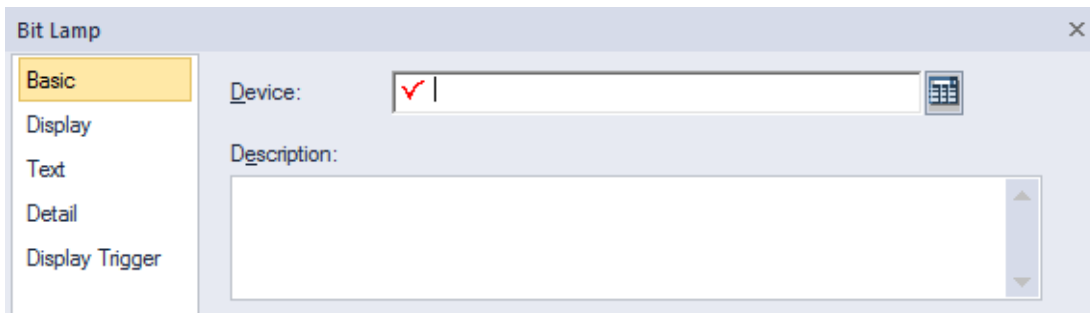 Bit Lamp
Basic
Display
Text
Detail
Display Trigger
Device:
Description: